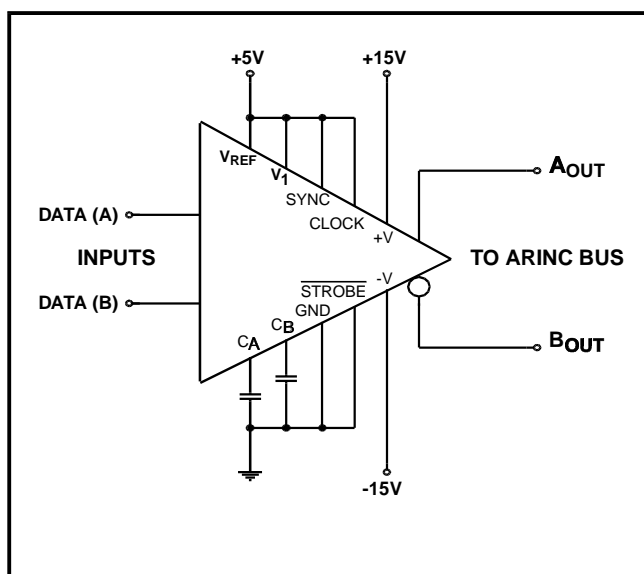 +5V
+15V
VREF
V1
SYNC
CLOCK
+V
AOUT
DATA (A)
INPUTS
TO ARINC BUS
DATA (B)
STROBE
-V
GND
CB
CA
BOUT
-15V